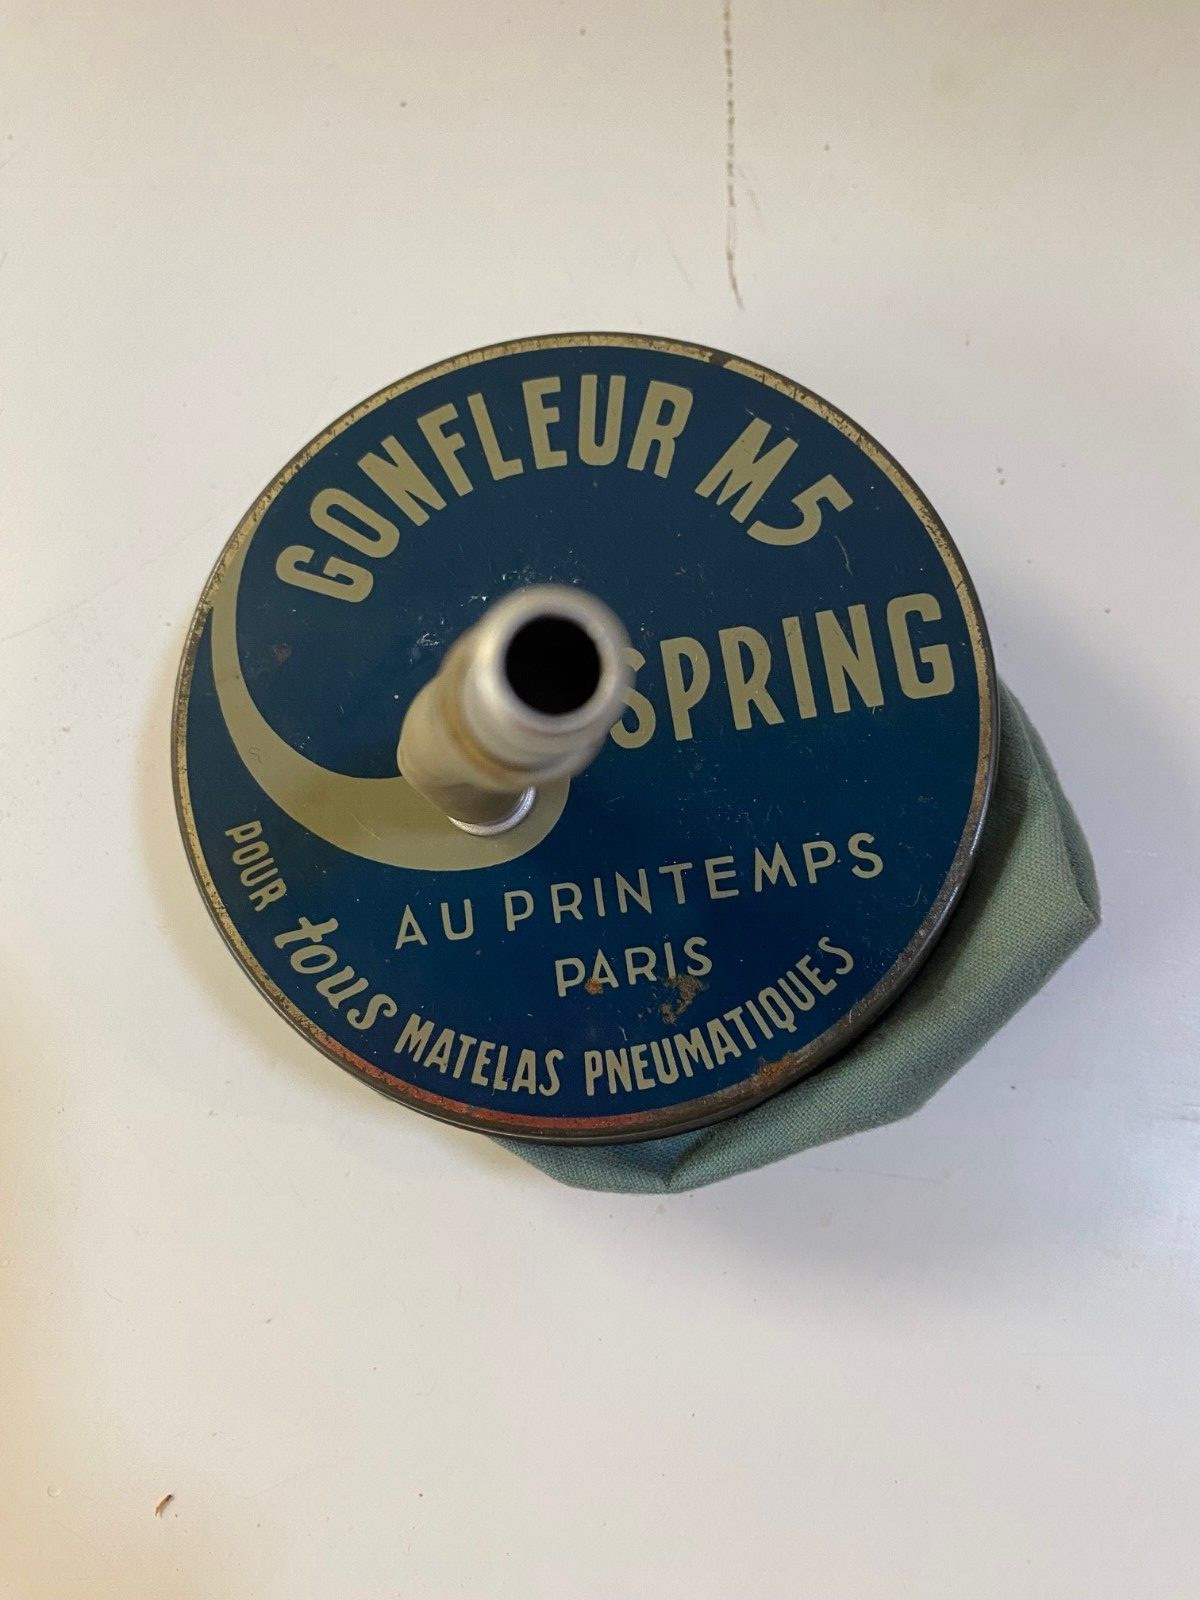 GONFLEUR M5
SPRING
AU PRINTEMPS
PARIS
POUR tous MATELAS PNEUMATIQUES